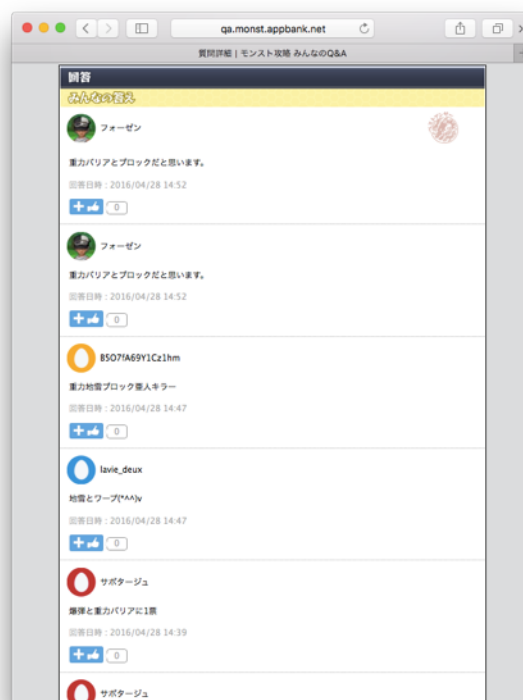 qa.monst.appbank.net
質問詳細 | モンスト攻略 みんなのQ&A
回答
みんなの答え
フォーゼン
重力バリアとブロックだと思います。
回答日時 : 2016/04/28 14:52
0
フォーゼン
重力バリアとブロックだと思います。
回答日時 : 2016/04/28 14:52
0
B5O7fA69Y1Cz1hm
重力地雷ブロック亜人キラー
回答日時 : 2016/04/28 14:47
0
lavie_deux
地雷とワープ(*^^)v
回答日時 : 2016/04/28 14:47
0
サボタージュ
爆弾と重力バリアに1票
回答日時 : 2016/04/28 14:39
0
サボタージュ